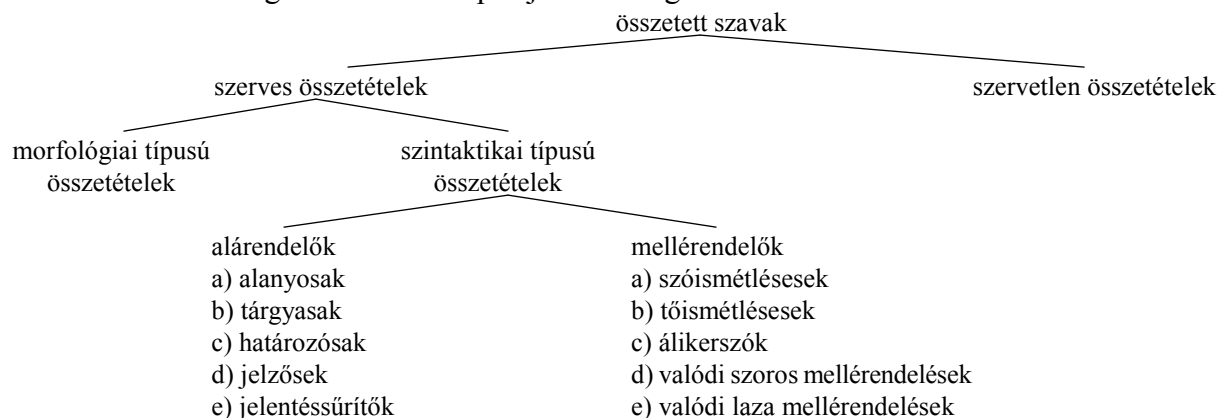 összetett szavak
szerves összetételek szervetlen összetételek
morfológiai típusú szintaktikai típusú
összetételek összetételek
alárendelők mellérendelők
a) alanyosak a) szóismétlésesek
b) tárgyasak b) tőismétlésesek
c) határozósak c) álikerszók
d) jelzősek d) valódi szoros mellérendelések
e) jelentéssűrítők e) valódi laza mellérendelések